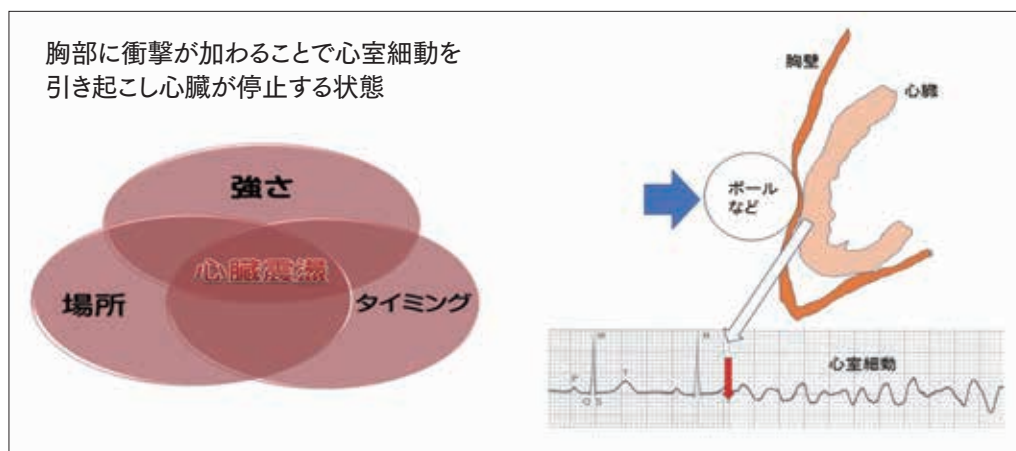 胸部に衝撃が加わることで心室細動を
引き起こし心臓が停止する状態
強さ
心臓震盪
場所
タイミング
胸壁
心臓
ボール
など
心室細動
R
R
P
T
Q S